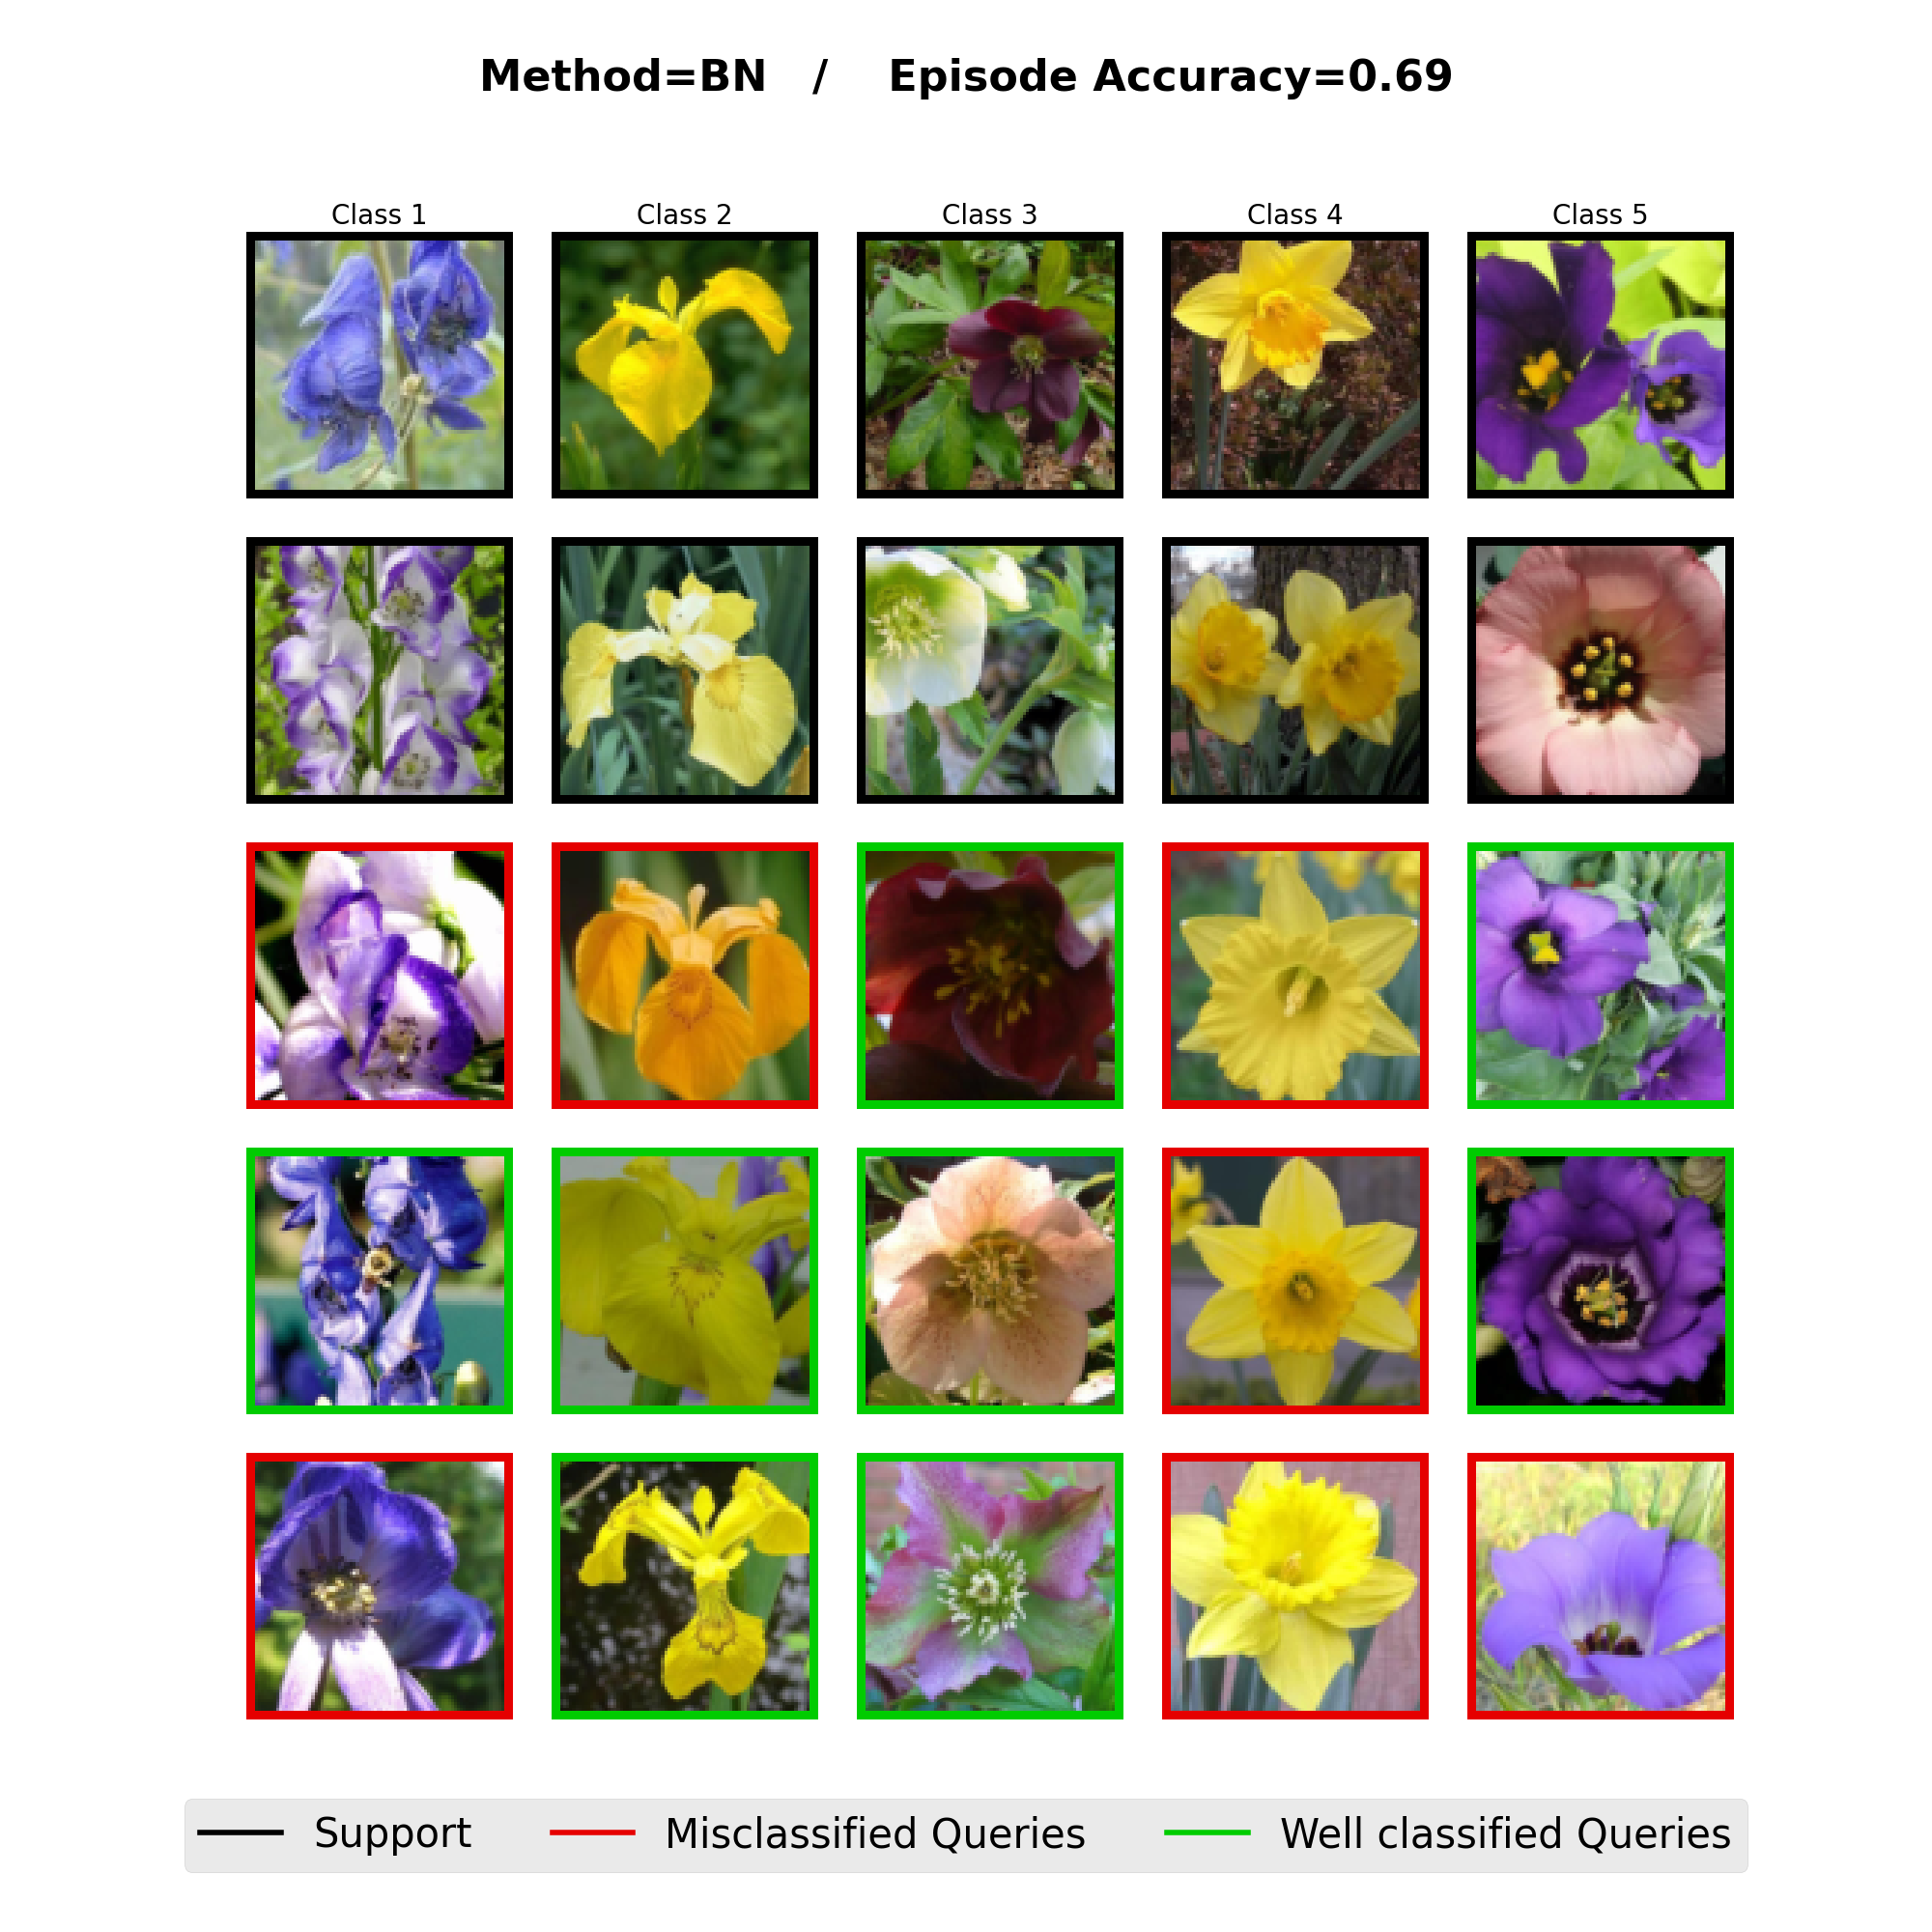 Method=BN / Episode Accuracy=0.69
Class 1 Class 2 Class 3 Class 4 Class 5
Support Misclassified Queries Well classified Queries